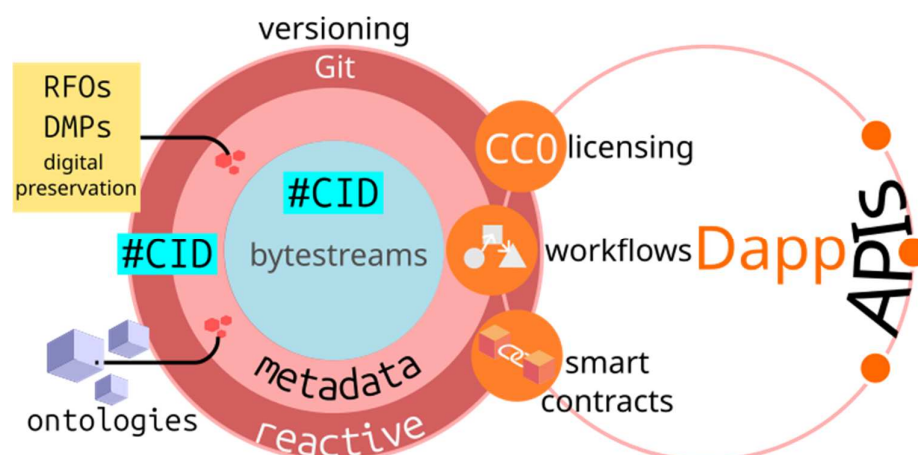 versioning
Git
RFOs
DMPs
digital
preservation
#CID
#CID
bytestreams
metadata
reactive
ontologies
CC0
licensing
workflows
smart
contracts
Dapp
APIs